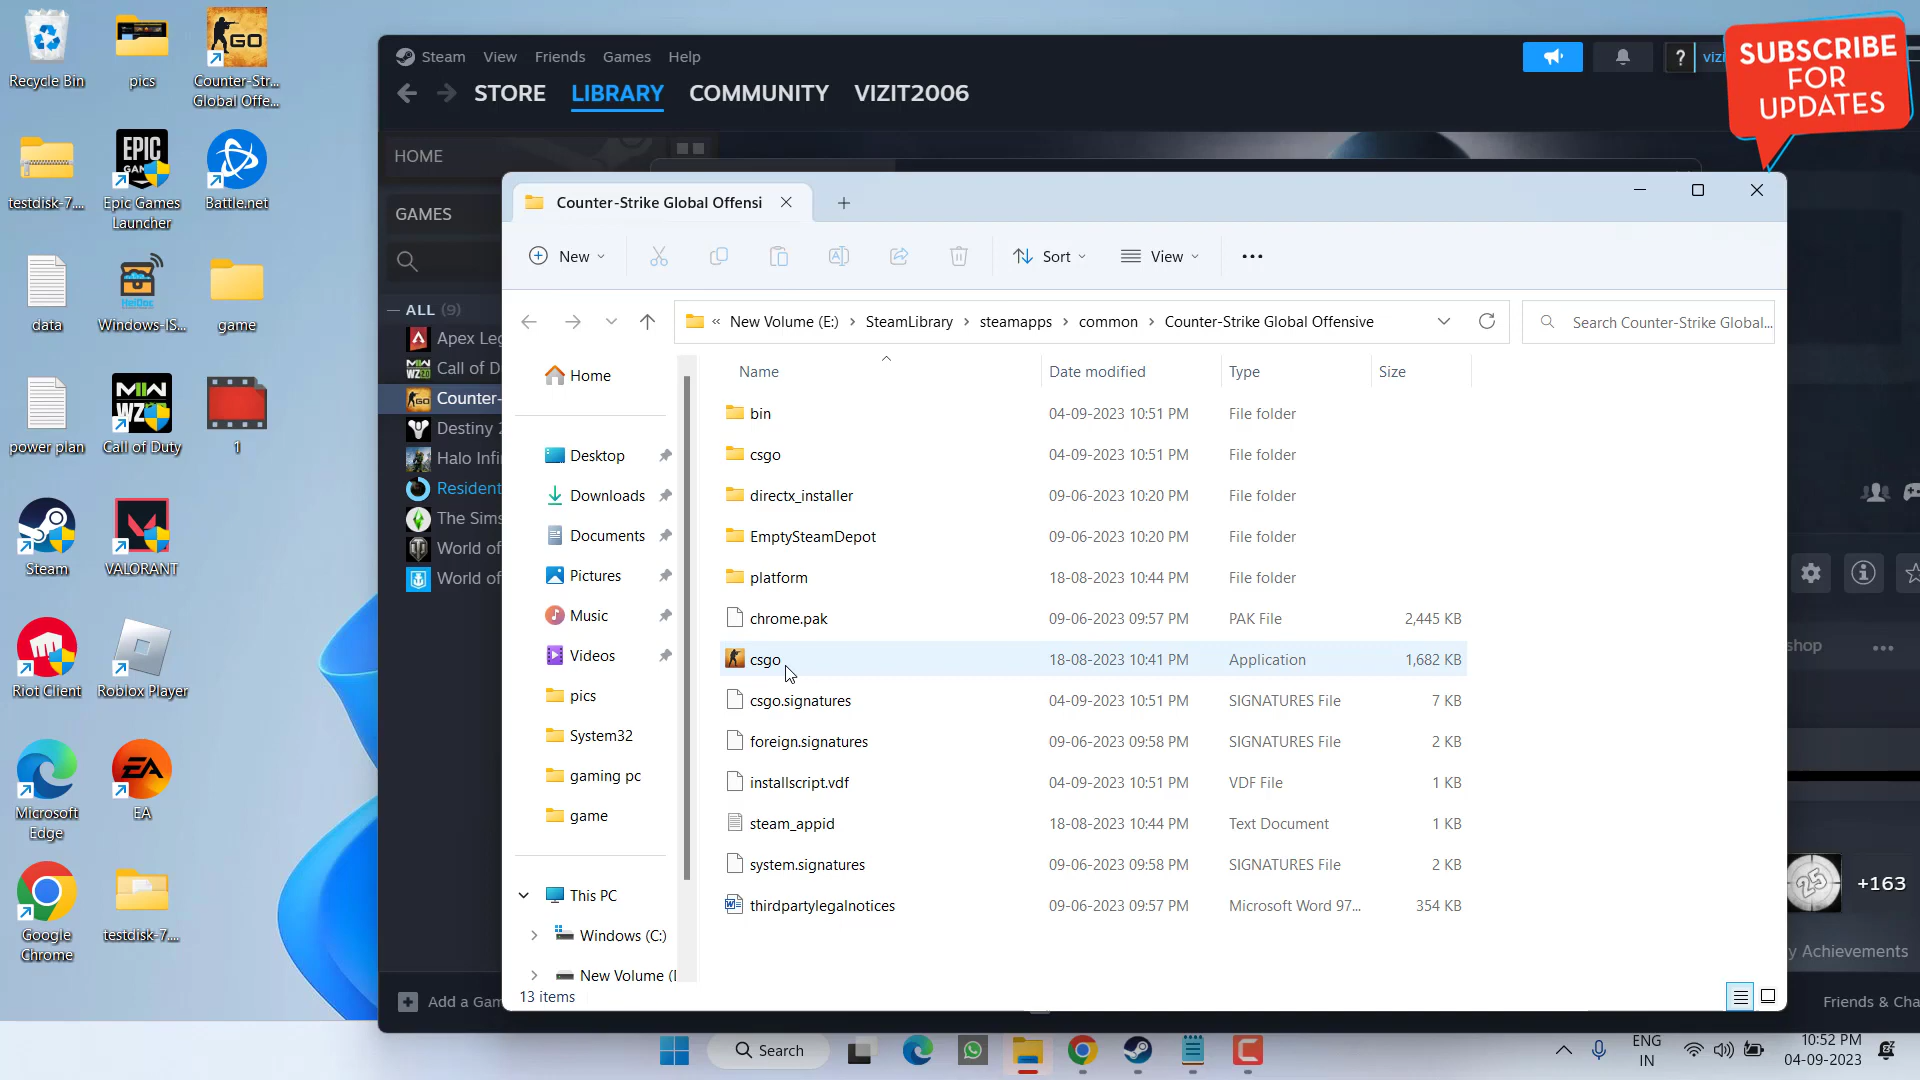 Recycle Bin
pics
Counter-Str...
Global Offe...
testdisk-7....
Epic Games
Launcher
Battle.net
data
Windows-IS...
game
power plan
Call of Duty
1
Steam
VALORANT
Riot Client
Roblox Player
Microsoft
Edge
EA
Google
Chrome
testdisk-7....
Steam View Friends Games Help
STORE LIBRARY COMMUNITY VIZIT2006
SUBSCRIBE
FOR
UPDATES
HOME
GAMES
ALL (9)
Apex Leg
Call of D
Counter-
Destiny 2
Halo Infi
Resident
The Sims
World of
World of
Add a Gam
Counter-Strike Global Offensi
New
Sort
View
« New Volume (E:) > SteamLibrary > steamapps > common > Counter-Strike Global Offensive
Search Counter-Strike Global...
Home
Desktop
Downloads
Documents
Pictures
Music
Videos
pics
System32
gaming pc
game
This PC
Windows (C:)
New Volume (
13 items
Name Date modified Type Size
bin 04-09-2023 10:51 PM File folder
csgo 04-09-2023 10:51 PM File folder
directx_installer 09-06-2023 10:20 PM File folder
EmptySteamDepot 09-06-2023 10:20 PM File folder
platform 18-08-2023 10:44 PM File folder
chrome.pak 09-06-2023 09:57 PM PAK File 2,445 KB
csgo 18-08-2023 10:41 PM Application 1,682 KB
csgo.signatures 04-09-2023 10:51 PM SIGNATURES File 7 KB
foreign.signatures 09-06-2023 09:58 PM SIGNATURES File 2 KB
installscript.vdf 04-09-2023 10:51 PM VDF File 1 KB
steam_appid 18-08-2023 10:44 PM Text Document 1 KB
system.signatures 09-06-2023 09:58 PM SIGNATURES File 2 KB
thirdpartylegalnotices 09-06-2023 09:57 PM Microsoft Word 97... 354 KB
shop
+163
y Achievements
Friends & Cha
Search
ENG
IN
10:52 PM
04-09-2023